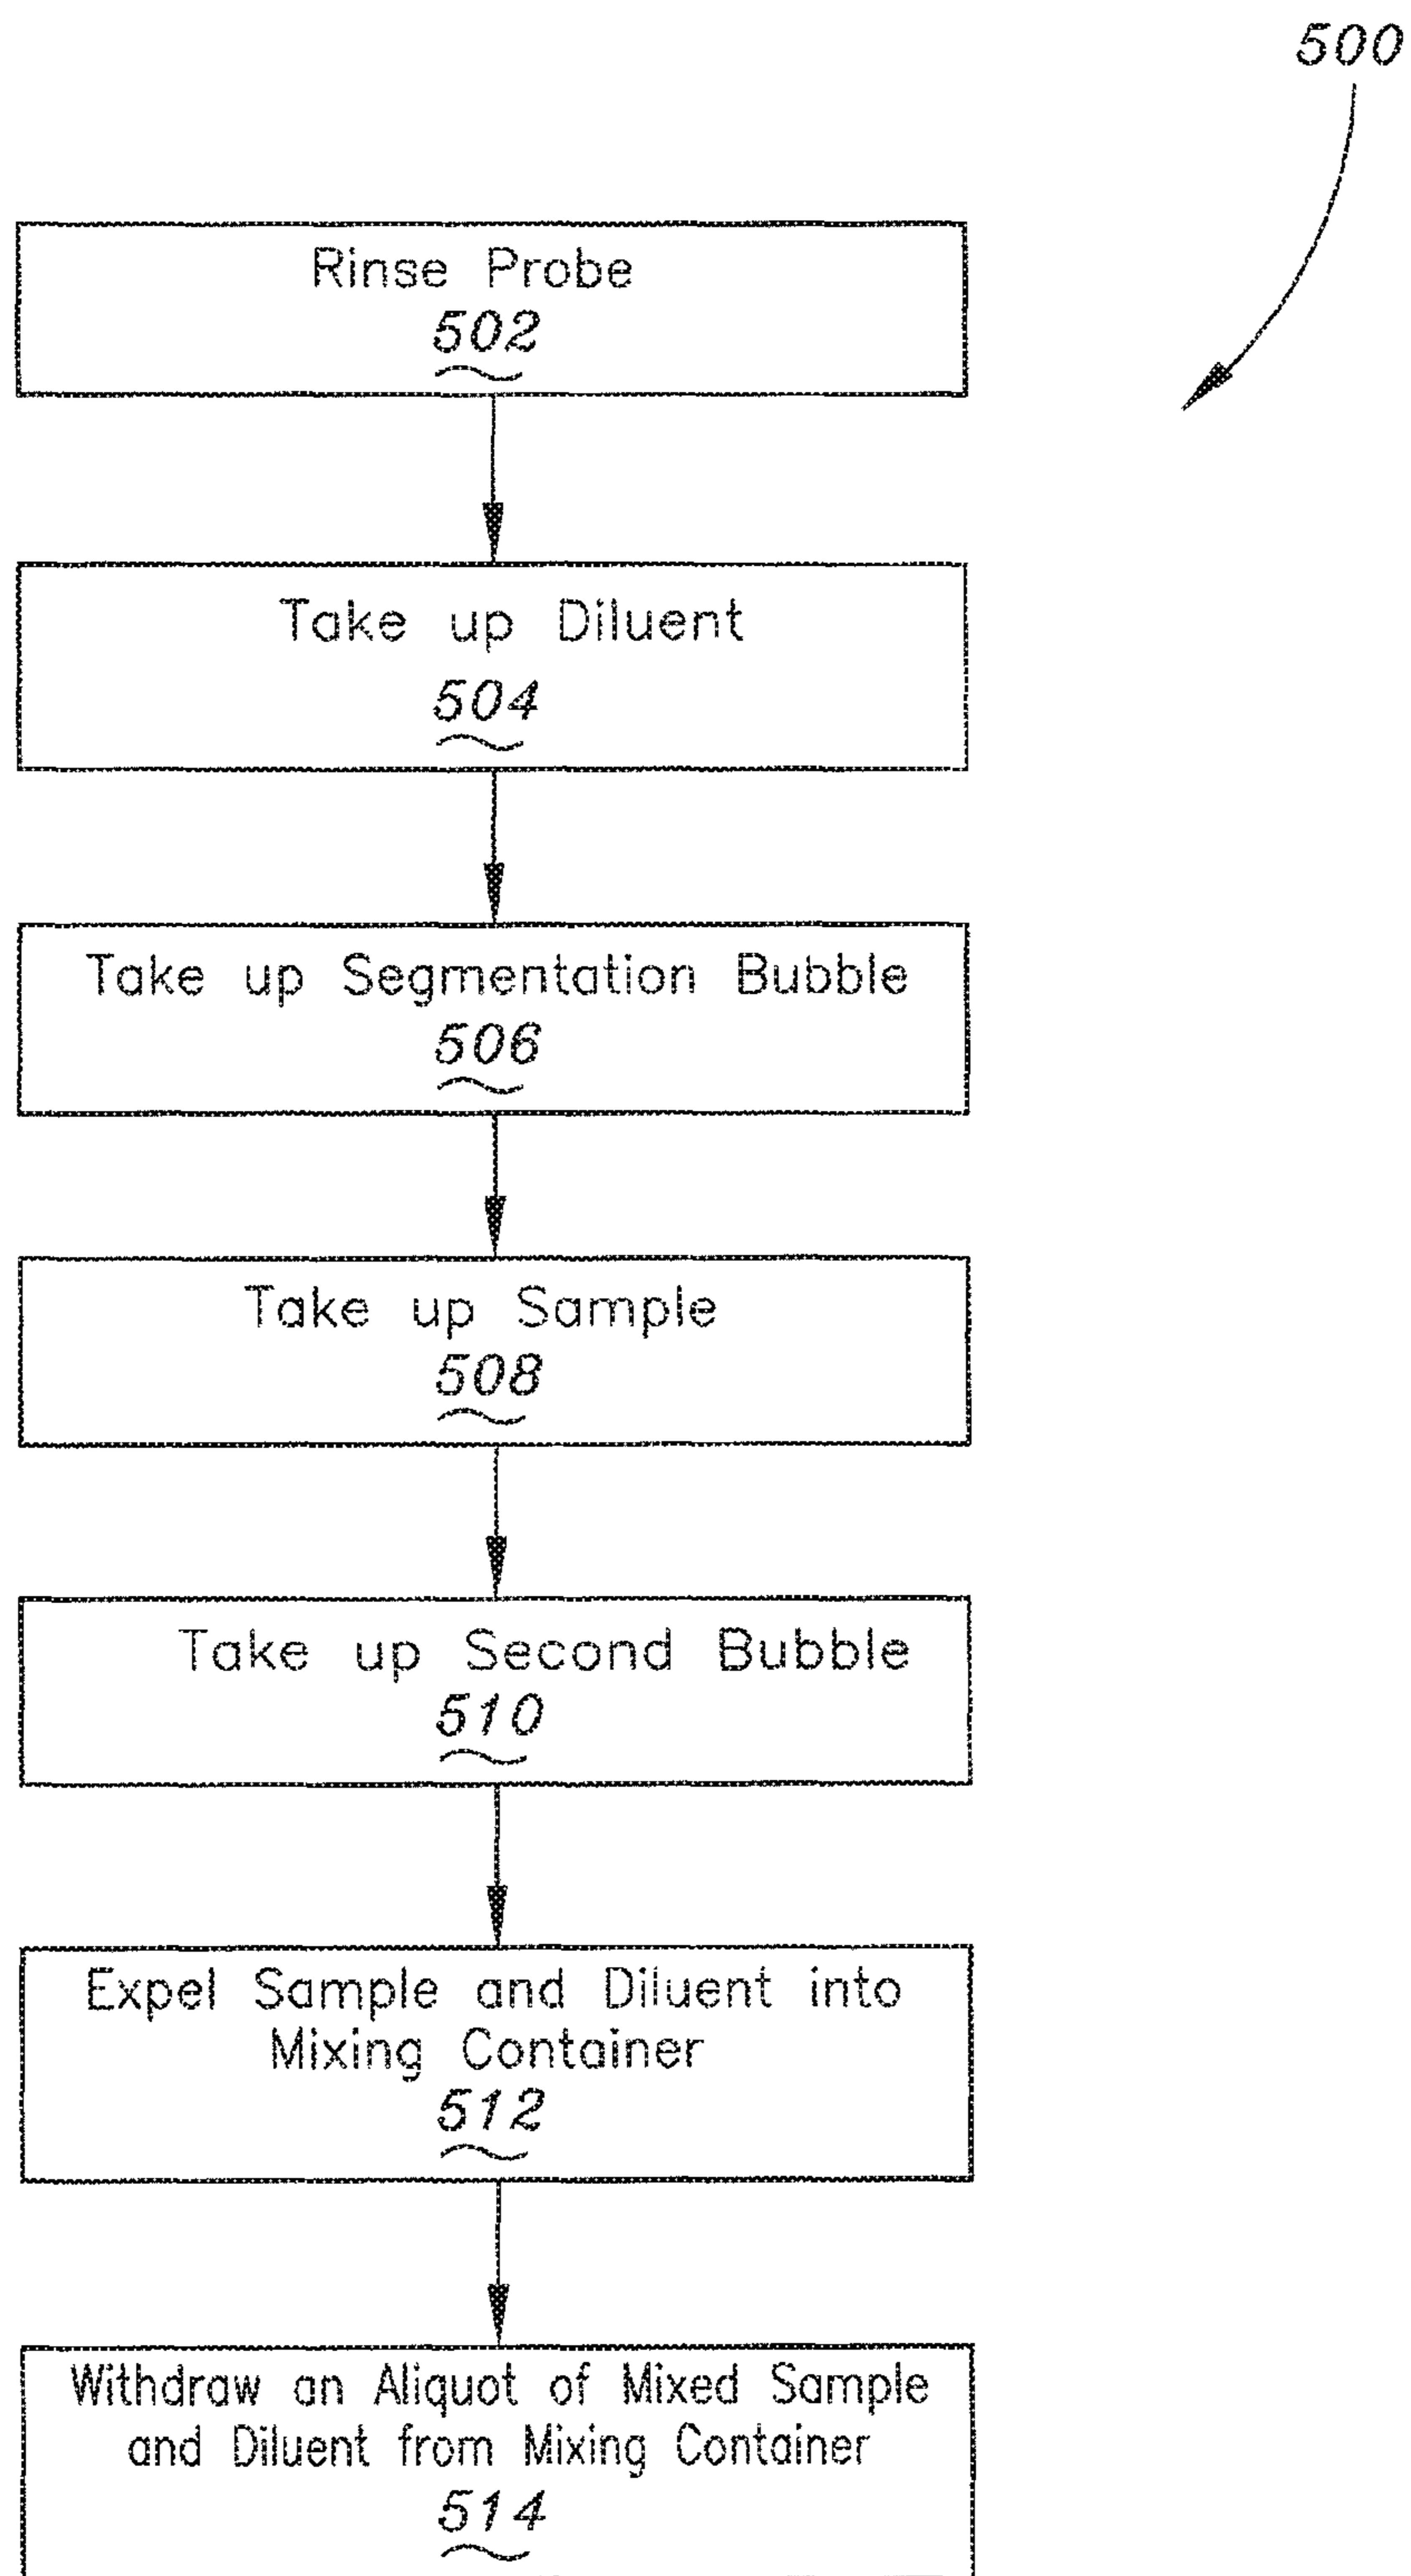 500
Rinse Probe
502
Take up Diluent
504
Take up Segmentation Bubble
506
Take up Sample
508
Take up Second Bubble
510
Expel Sample and Diluent into
Mixing Container
512
Withdraw an Aliquot of Mixed Sample
and Diluent from Mixing Container
514